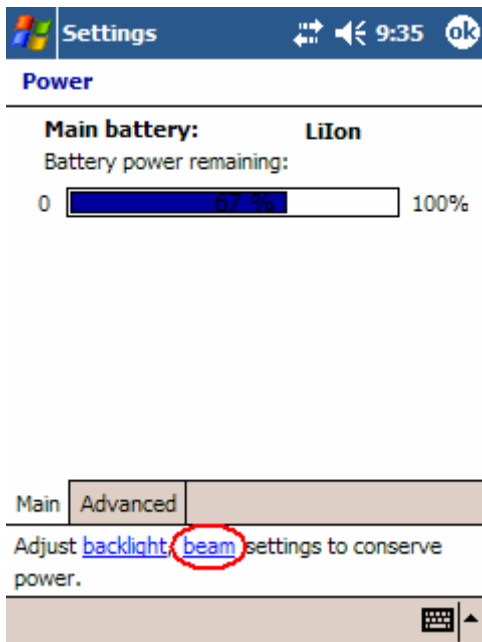 Settings 9:35 ok
Power
Main battery: LiIon
Battery power remaining:
0 67 % 100%
Main Advanced
Adjust backlight, beam settings to conserve
power.